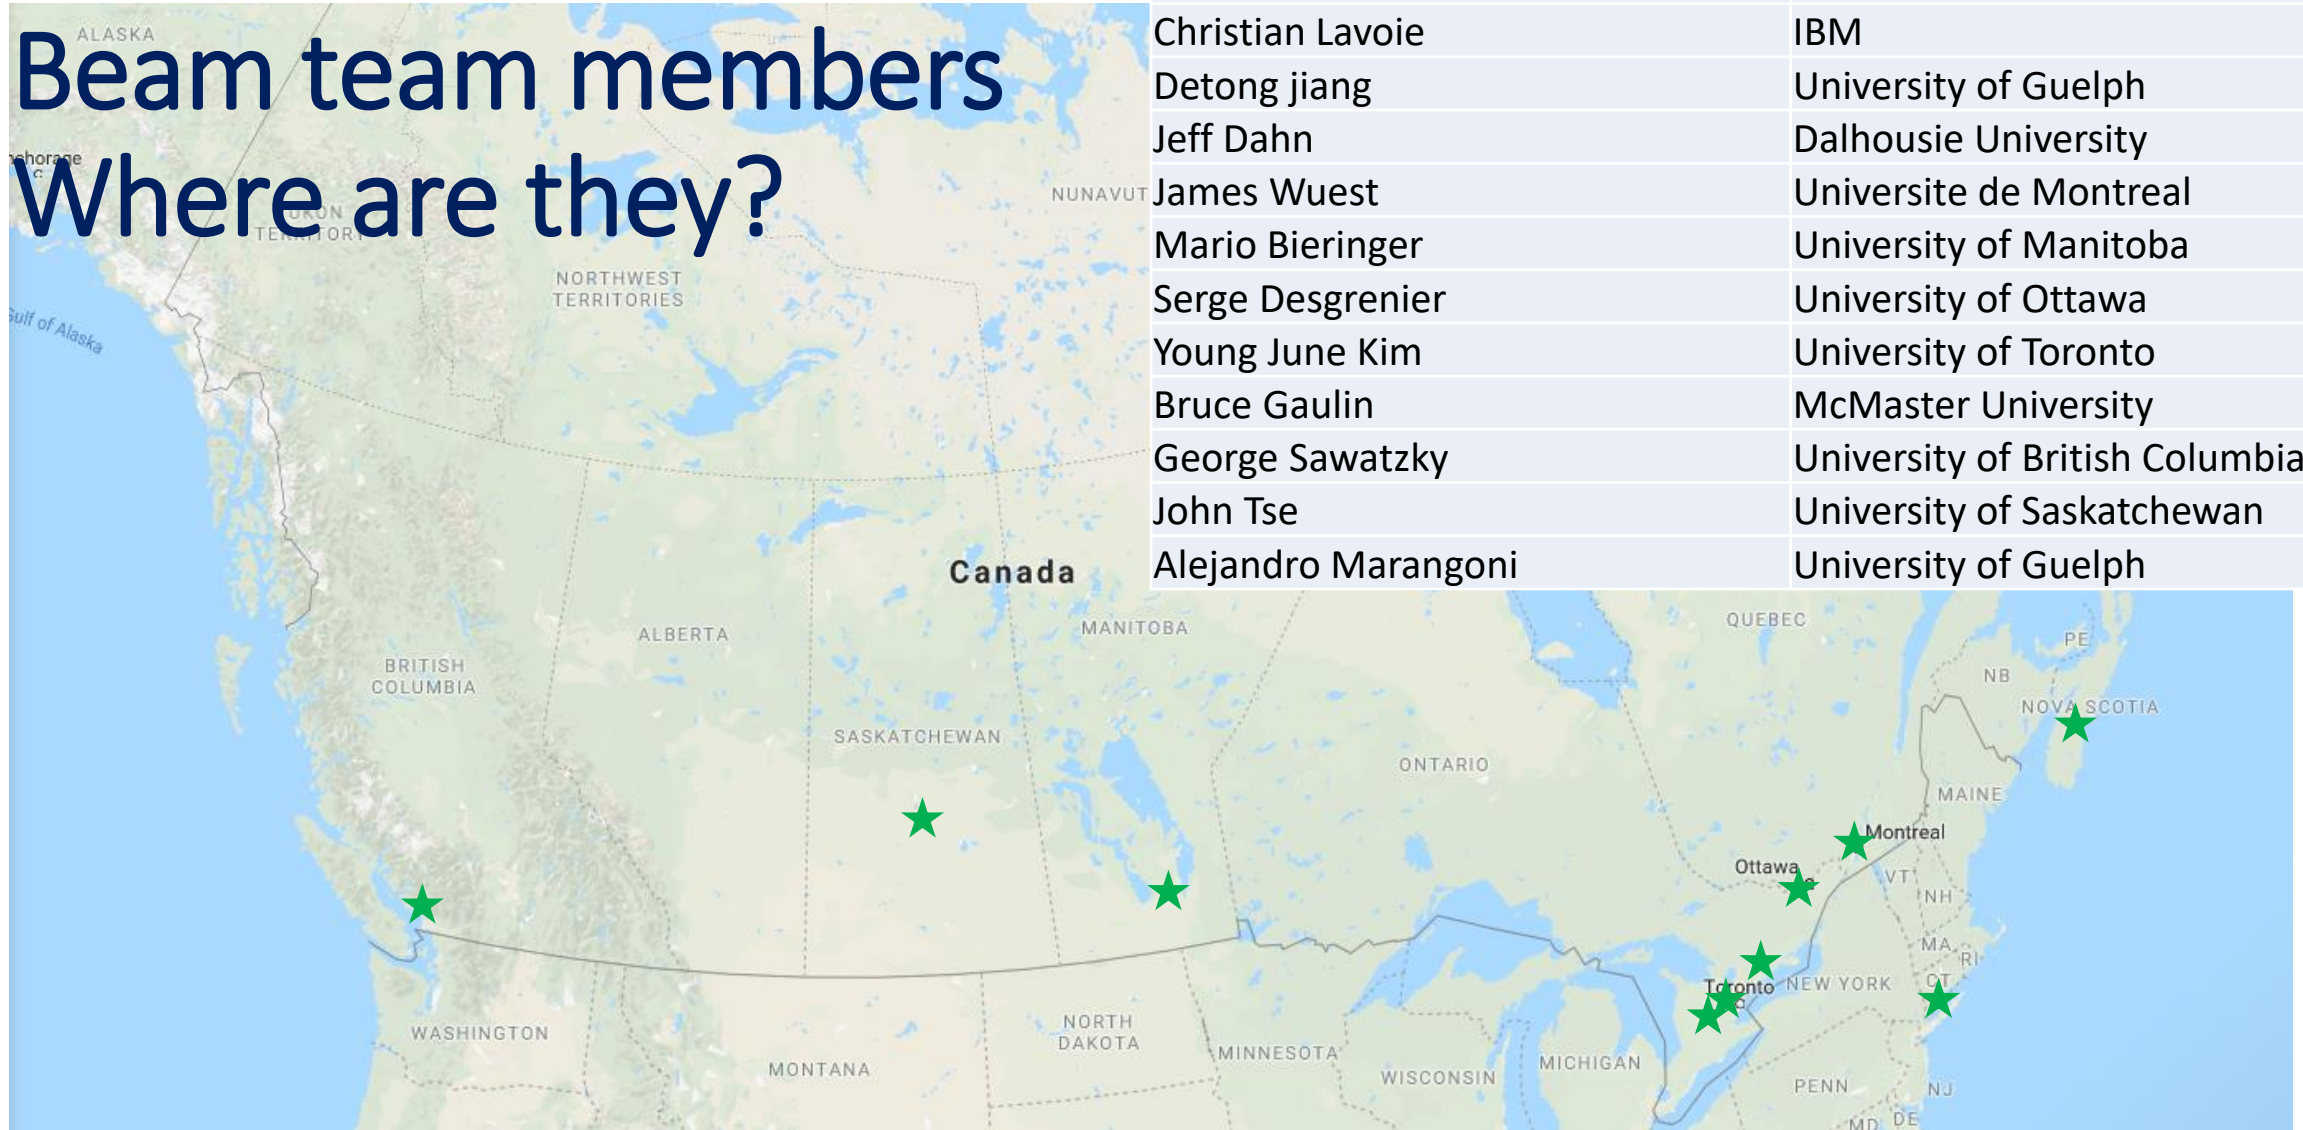 Beam team members
Where are they?
Christian Lavoie IBM
Detong jiang University of Guelph
Jeff Dahn Dalhousie University
James Wuest Universite de Montreal
Mario Bieringer University of Manitoba
Serge Desgrenier University of Ottawa
Young June Kim University of Toronto
Bruce Gaulin McMaster University
George Sawatzky University of British Columbia
John Tse University of Saskatchewan
Alejandro Marangoni University of Guelph
ALASKA
YUKON
TERRITORY
NUNAVUT
NORTHWEST
TERRITORIES
Gulf of Alaska
Canada
ALBERTA
MANITOBA
QUEBEC
PE
BRITISH
COLUMBIA
NB
NOVA SCOTIA
SASKATCHEWAN
ONTARIO
MAINE
Montreal
Ottawa
VT
NH
MA
RI
CT
Toronto
NEW YORK
WASHINGTON
NORTH
DAKOTA
MINNESOTA
MONTANA
WISCONSIN
MICHIGAN
PENN
NJ
MD
DE